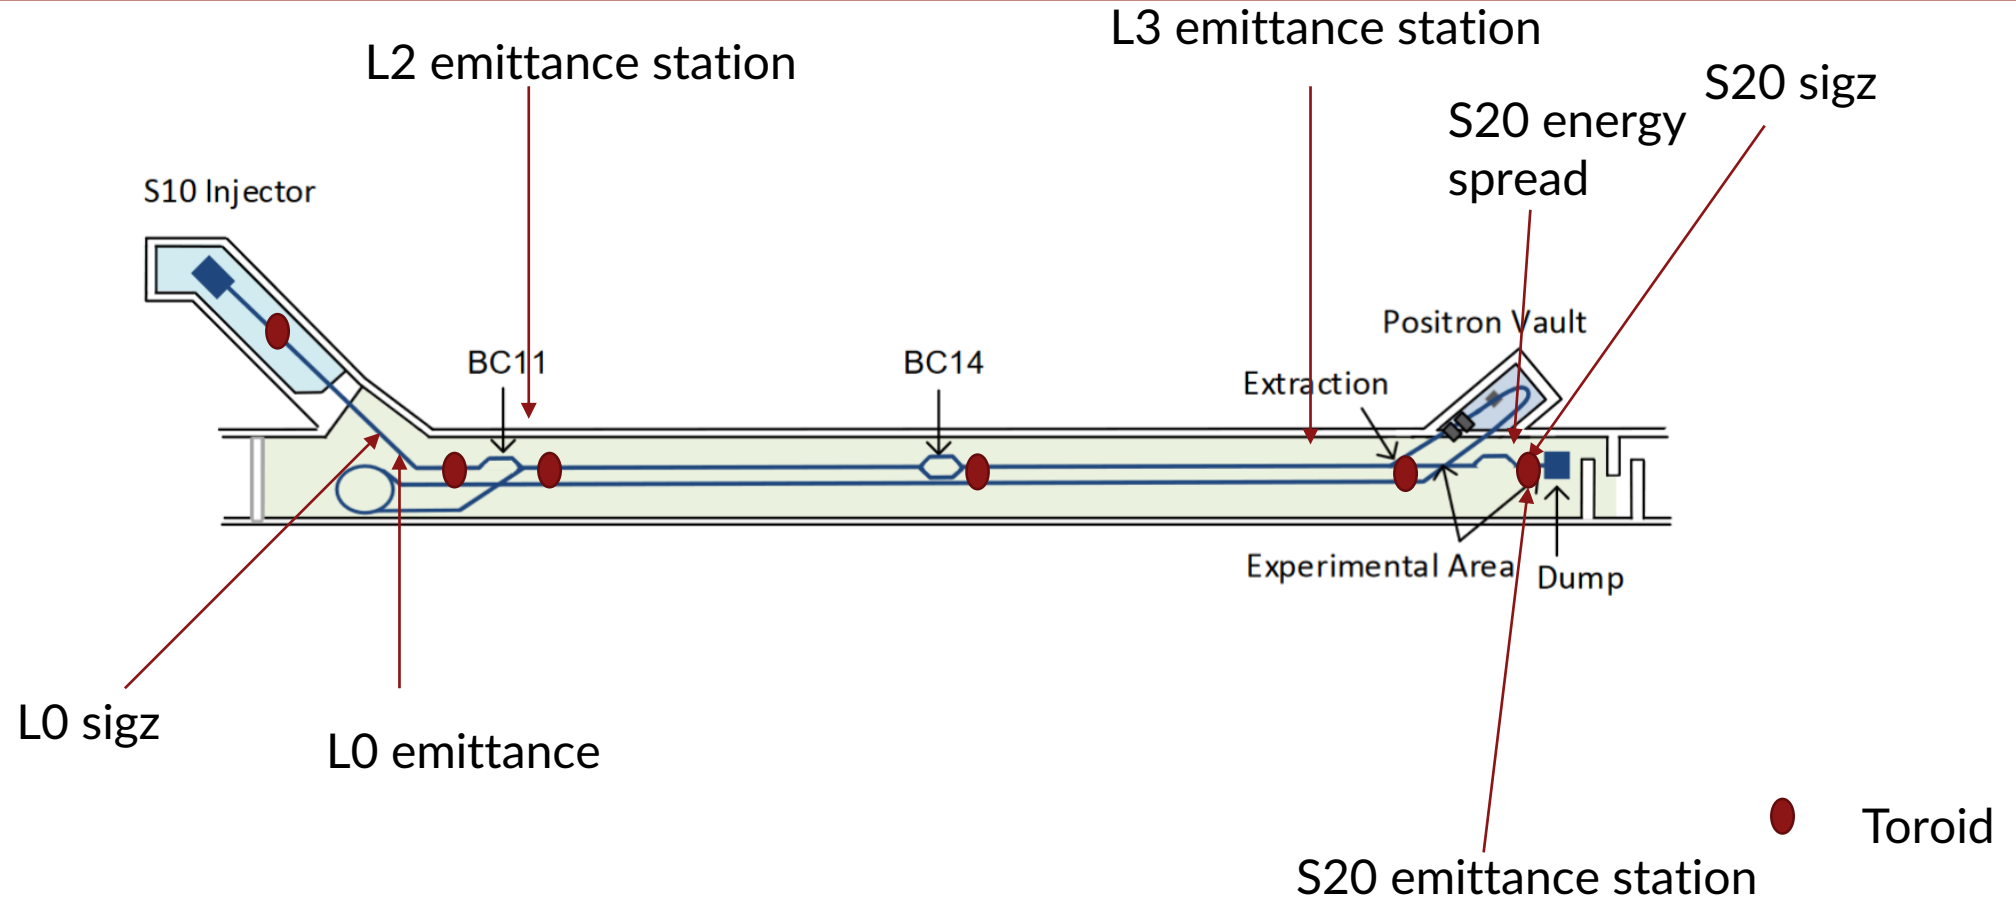 L3 emittance station
L2 emittance station
S20 sigz
S20 energy
spread
S10 Injector
Positron Vault
BC11
BC14
Extraction
Experimental Area
Dump
L0 sigz
L0 emittance
Toroid
S20 emittance station